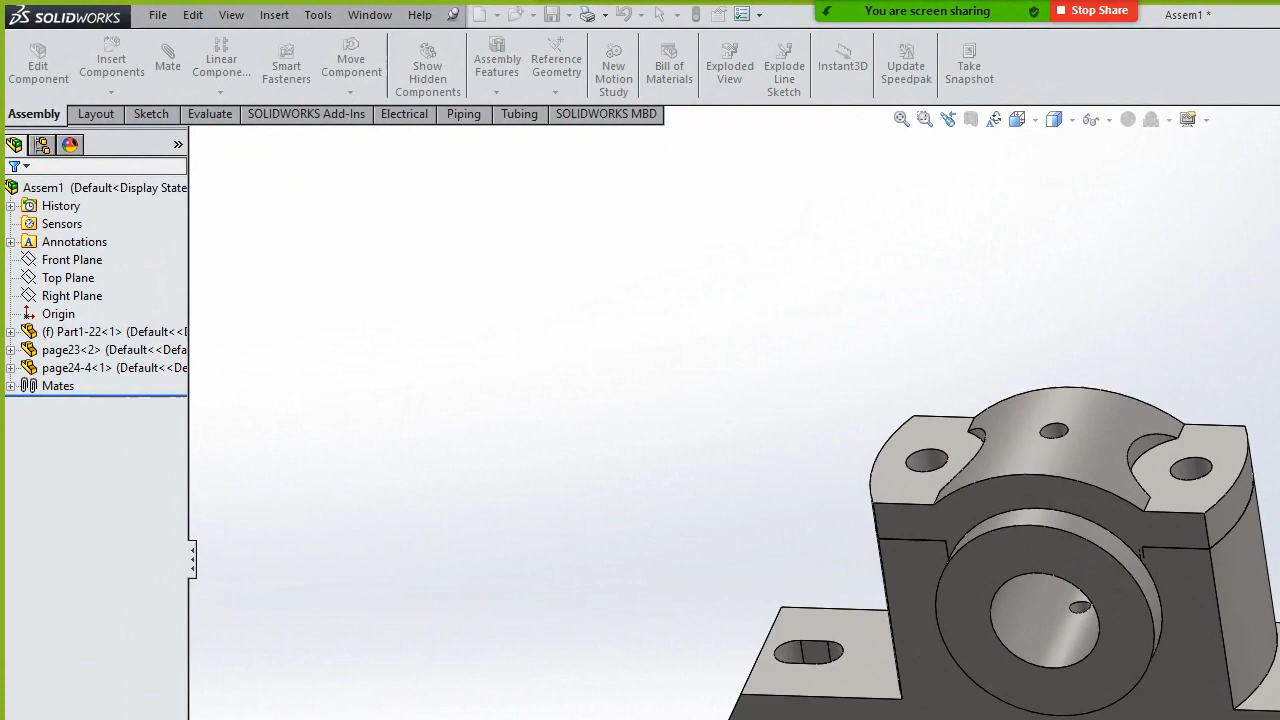 SOLIDWORKS File Edit View Insert Tools Window Help You are screen sharing Stop Share Assem1 *
Edit Component
Insert Components
Mate
Linear Compone...
Smart Fasteners
Move Component
Show Hidden Components
Assembly Features
Reference Geometry
New Motion Study
Bill of Materials
Exploded View
Explode Line Sketch
Instant3D
Update Speedpak
Take Snapshot
Assembly Layout Sketch Evaluate SOLIDWORKS Add-Ins Electrical Piping Tubing SOLIDWORKS MBD
Assem1 (Default<Display State
History
Sensors
Annotations
Front Plane
Top Plane
Right Plane
Origin
(f) Part1-22<1> (Default<<D
page23<2> (Default<<Defa
page24-4<1> (Default<<De
Mates